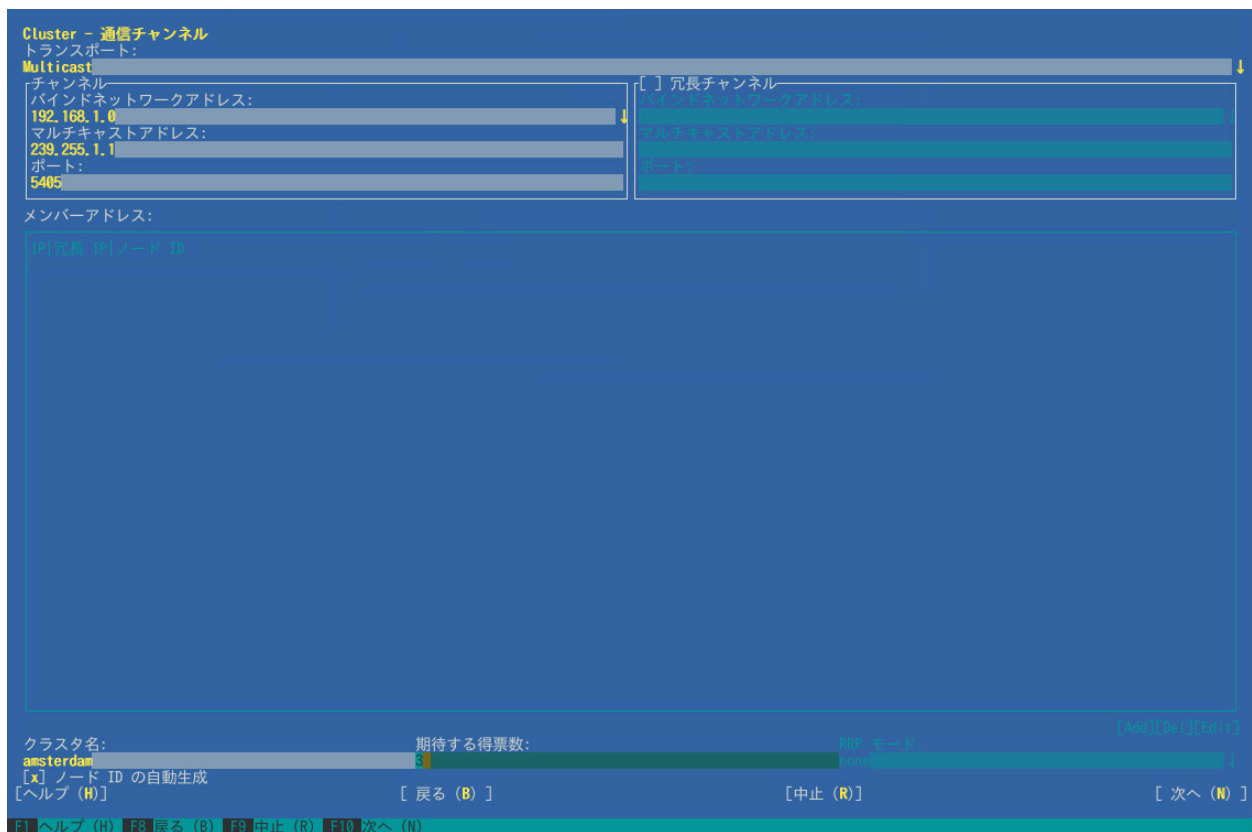 Cluster - 通信チャンネル
トランスポート:
Multicast
チャンネル
バインドネットワークアドレス:
192.168.1.0
マルチキャストアドレス:
239.255.1.1
ポート:
5405
[ ] 冗長チャンネル
バインドネットワークアドレス:
マルチキャストアドレス:
ポート:
メンバーアドレス:
IP|冗長 IP|ノード ID
[Add][Del][Edit]
クラスタ名:
amsterdam
期待する得票数:
3
RRP モード:
none
[x] ノード ID の自動生成
[ヘルプ (H)] [ 戻る (B) ] [中止 (R)] [ 次へ (N) ]
F1 ヘルプ (H) F8 戻る (B) F9 中止 (R) F10 次へ (N)